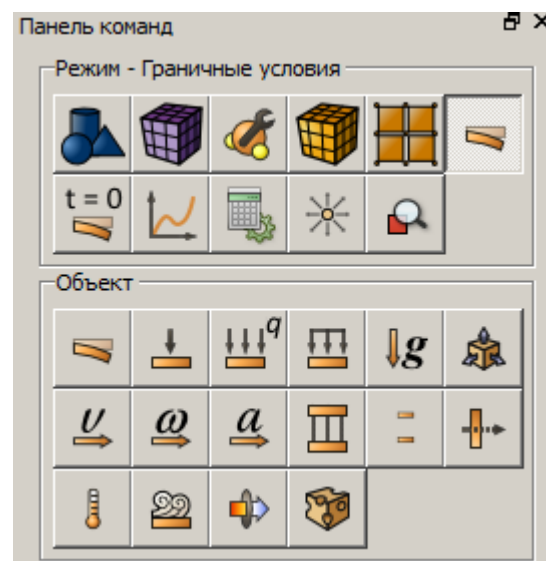 Панель команд
Режим - Граничные условия
t = 0
Объект
q
g
υ ω a